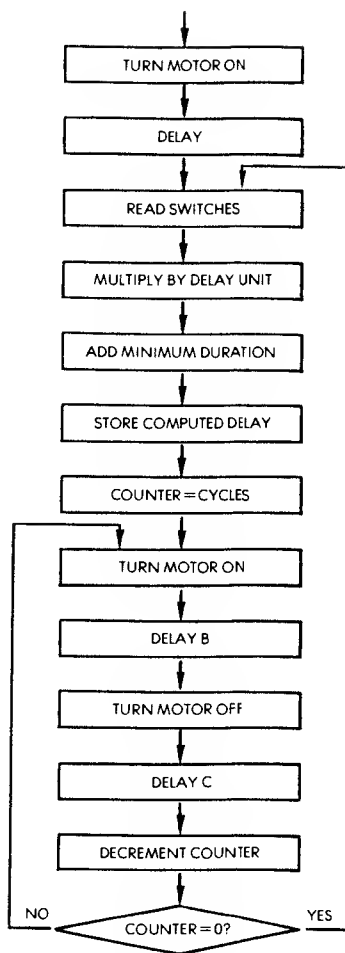 TURN MOTOR ON
DELAY
READ SWITCHES
MULTIPLY BY DELAY UNIT
ADD MINIMUM DURATION
STORE COMPUTED DELAY
COUNTER = CYCLES
TURN MOTOR ON
DELAY B
TURN MOTOR OFF
DELAY C
DECREMENT COUNTER
NO
COUNTER = 0?
YES